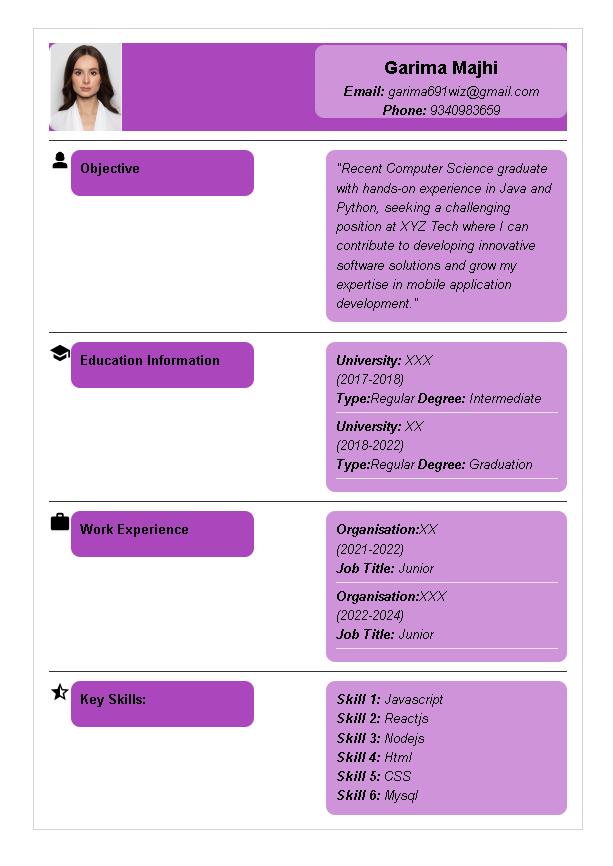 Garima Majhi
Email: garima691wiz@gmail.com
Phone: 9340983659
Objective
"Recent Computer Science graduate
with hands-on experience in Java and
Python, seeking a challenging
position at XYZ Tech where I can
contribute to developing innovative
software solutions and grow my
expertise in mobile application
development."
Education Information
University: XXX
(2017-2018)
Type:Regular Degree: Intermediate
University: XX
(2018-2022)
Type:Regular Degree: Graduation
Work Experience
Organisation:XX
(2021-2022)
Job Title: Junior
Organisation:XXX
(2022-2024)
Job Title: Junior
Key Skills:
Skill 1: Javascript
Skill 2: Reactjs
Skill 3: Nodejs
Skill 4: Html
Skill 5: CSS
Skill 6: Mysql